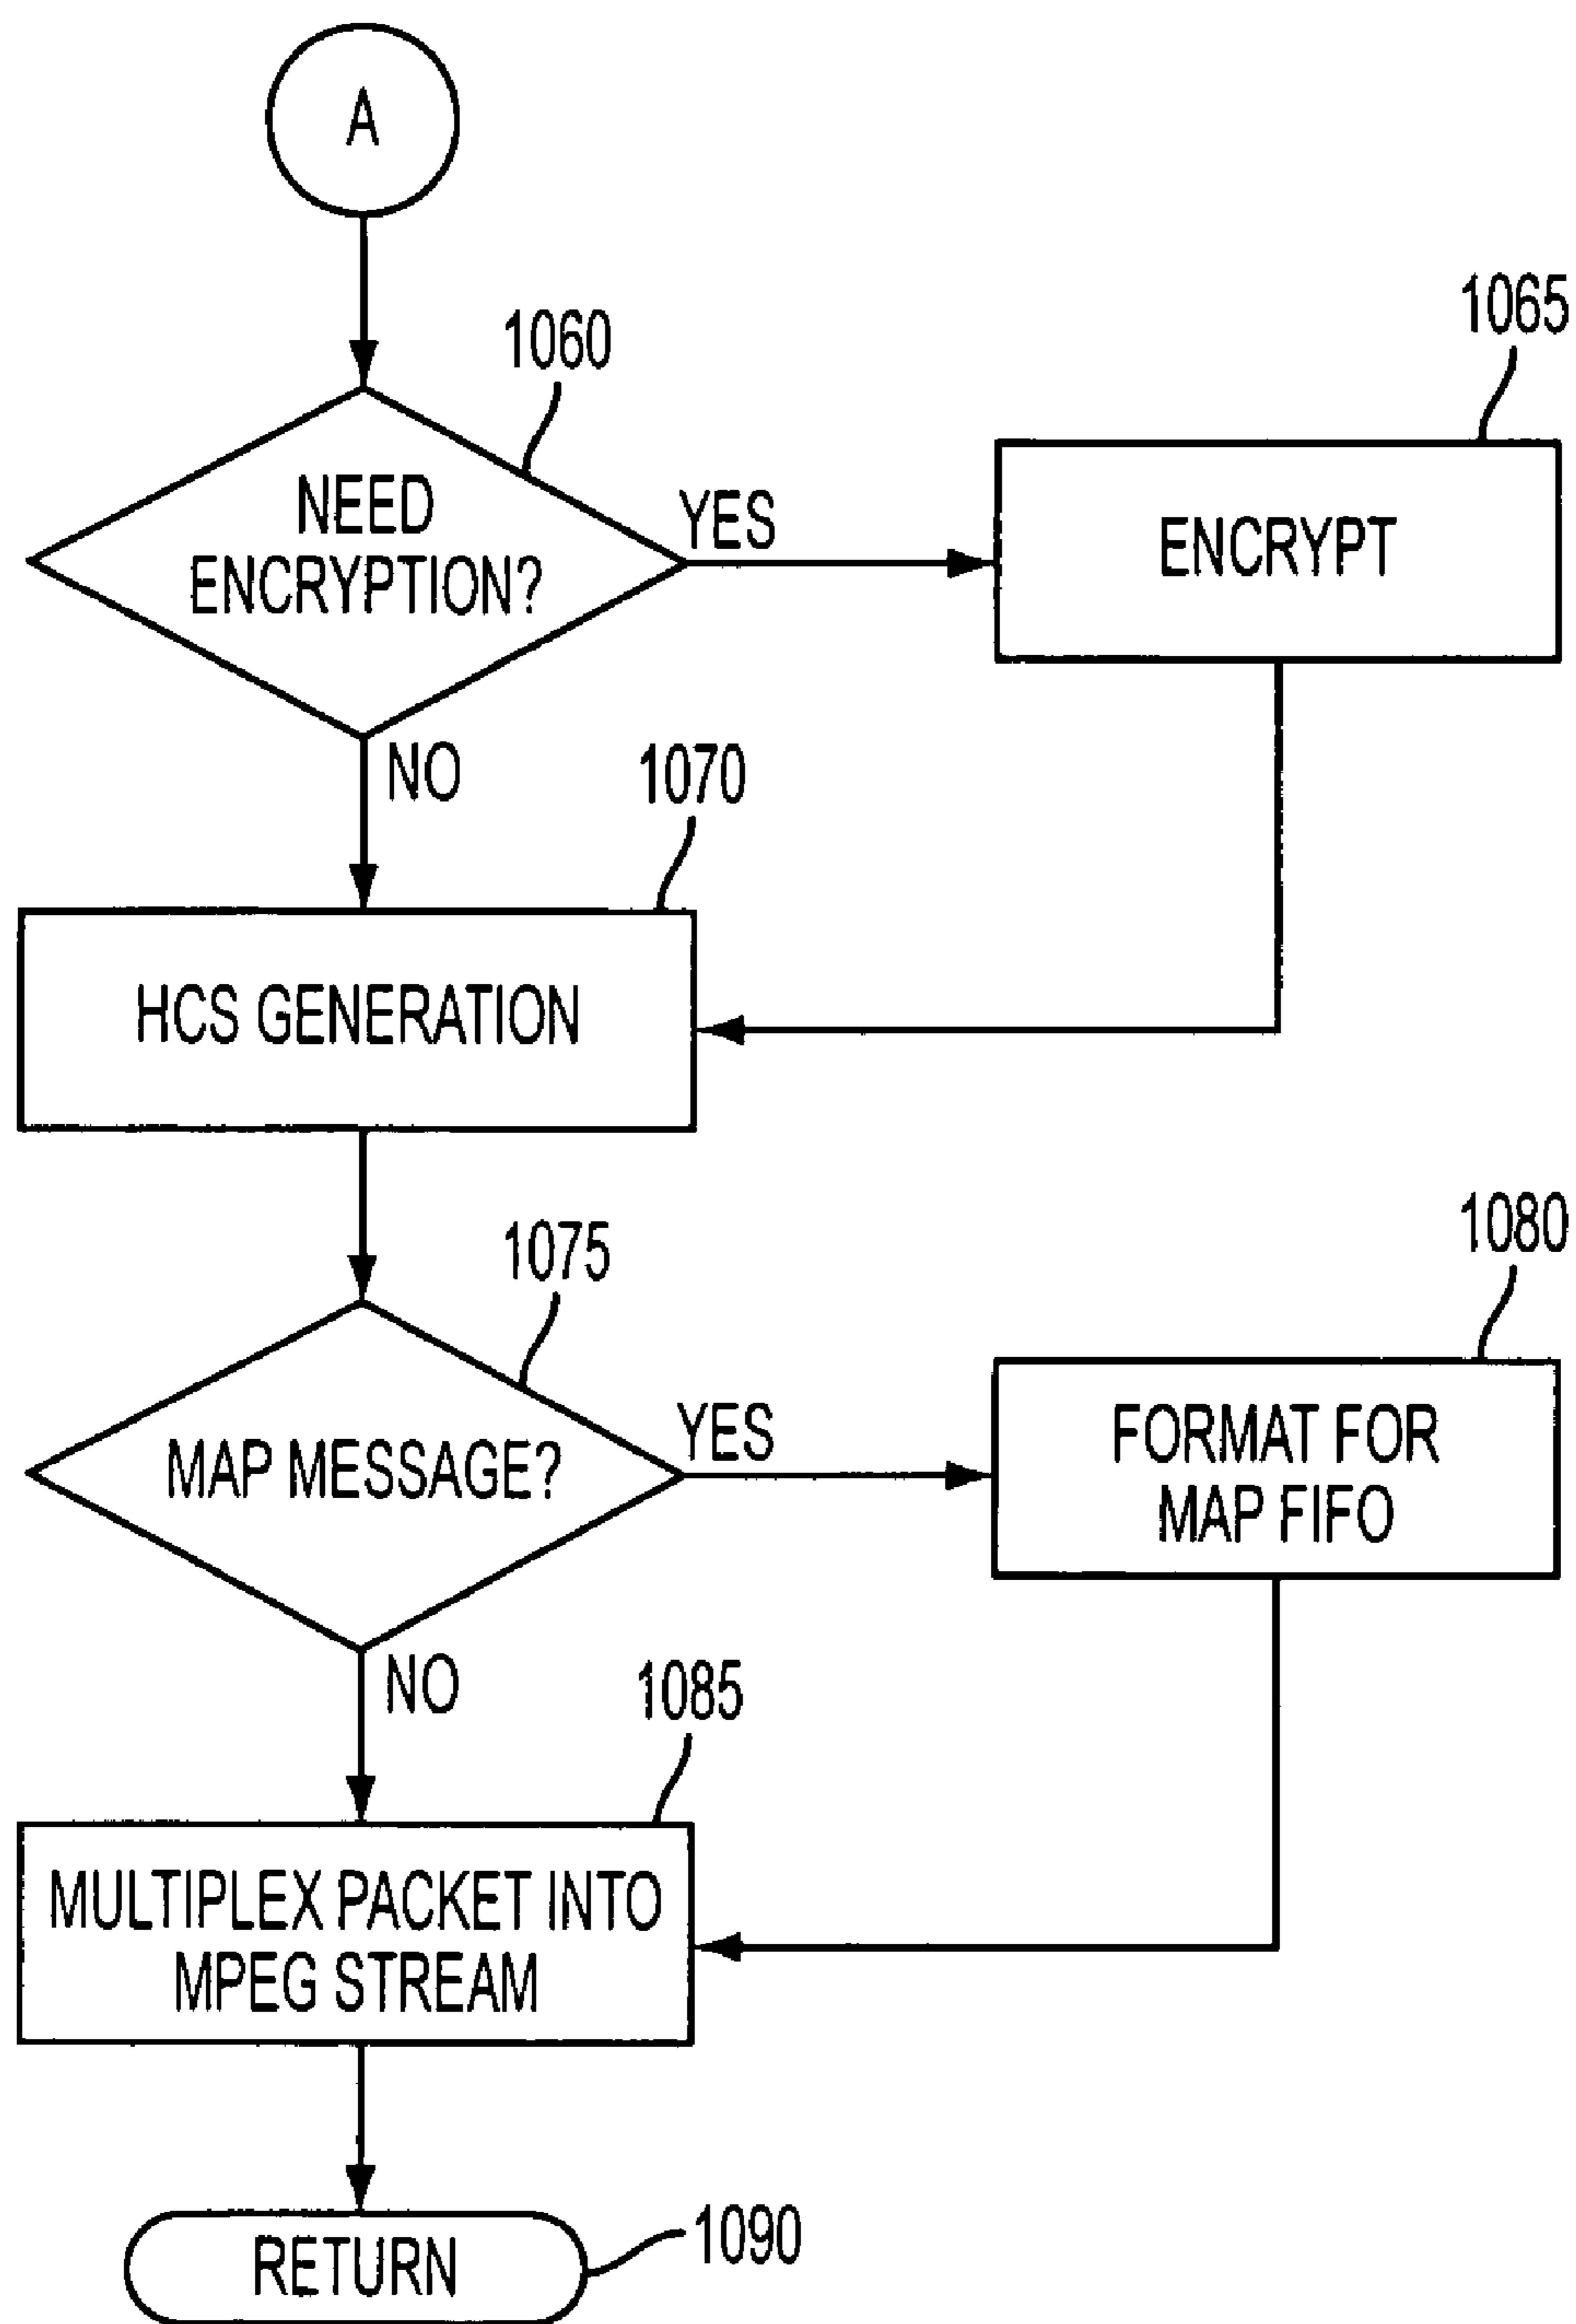 A
1060
1065
NEED
ENCRYPTION?
YES
ENCRYPT
NO
1070
HCS GENERATION
1075
1080
MAP MESSAGE?
YES
FORMAT FOR
MAP FIFO
NO
1085
MULTIPLEX PACKET INTO
MPEG STREAM
RETURN
1090